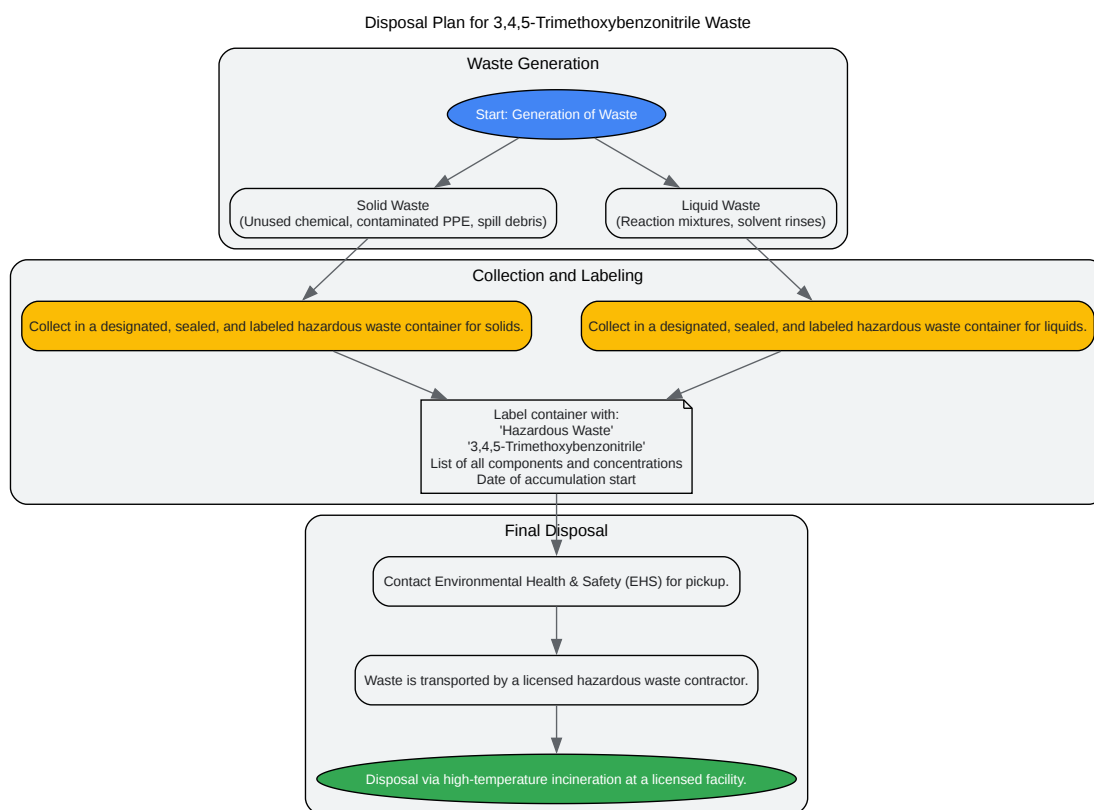 Disposal Plan for 3,4,5-Trimethoxybenzonitrile Waste
Waste Generation
Start: Generation of Waste
Solid Waste
(Unused chemical, contaminated PPE, spill debris)
Liquid Waste
(Reaction mixtures, solvent rinses)
Collection and Labeling
Collect in a designated, sealed, and labeled hazardous waste container for solids.
Collect in a designated, sealed, and labeled hazardous waste container for liquids.
Label container with:
'Hazardous Waste'
'3,4,5-Trimethoxybenzonitrile'
List of all components and concentrations
Date of accumulation start
Final Disposal
Contact Environmental Health & Safety (EHS) for pickup.
Waste is transported by a licensed hazardous waste contractor.
Disposal via high-temperature incineration at a licensed facility.